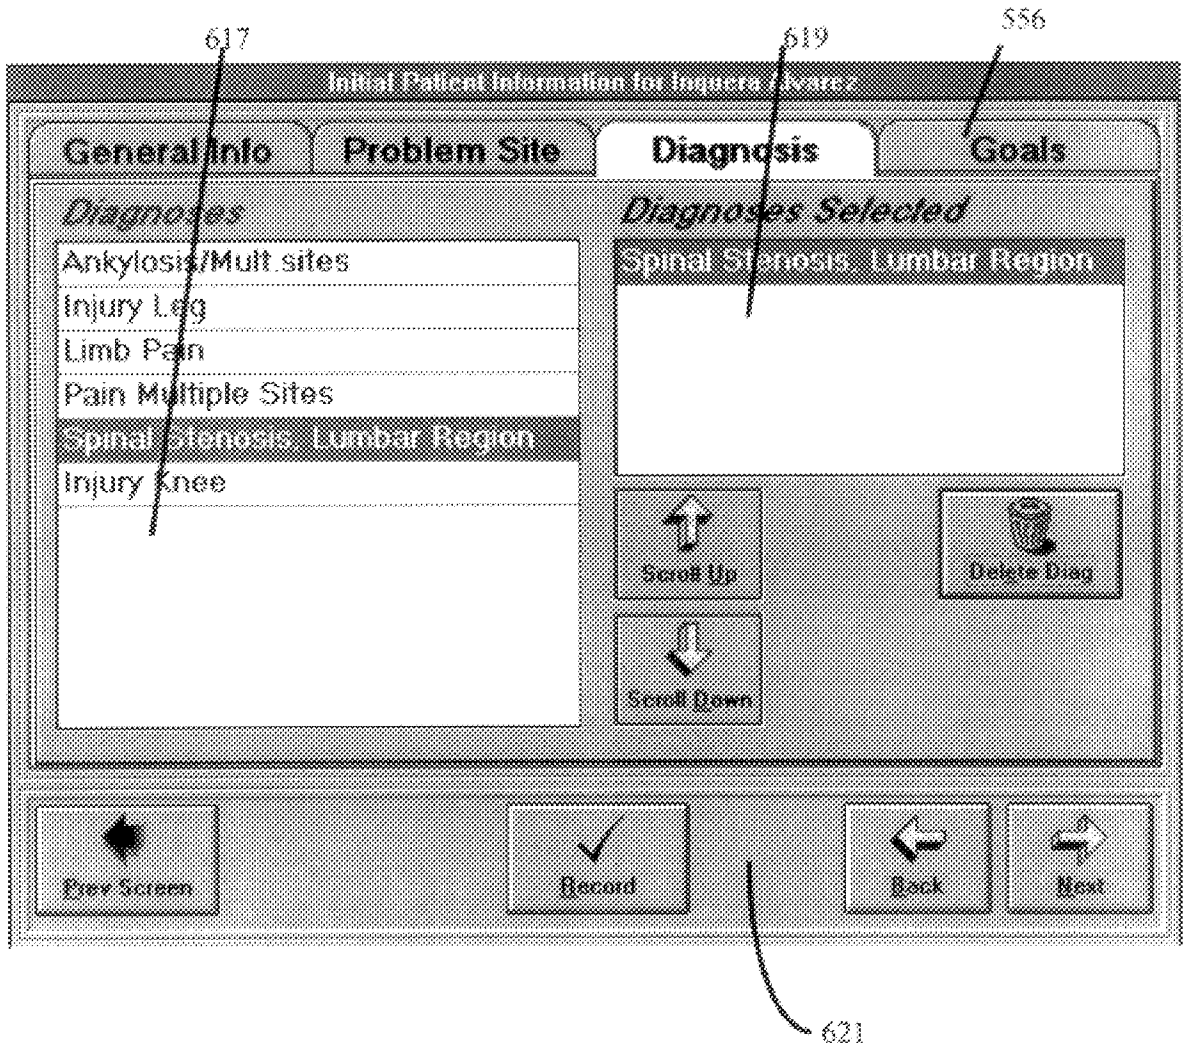 617
619
556
Initial Patient Information for Inquera Alvarez
General Info
Problem Site
Diagnosis
Goals
Diagnoses
Diagnoses Selected
Ankylosis/Mult.sites
Injury Leg
Limb Pain
Pain Multiple Sites
Spinal Stenosis, Lumbar Region
Injury Knee
Spinal Stenosis, Lumbar Region
Scroll Up
Delete Diag
Scroll Down
Prev Screen
Record
Back
Next
621